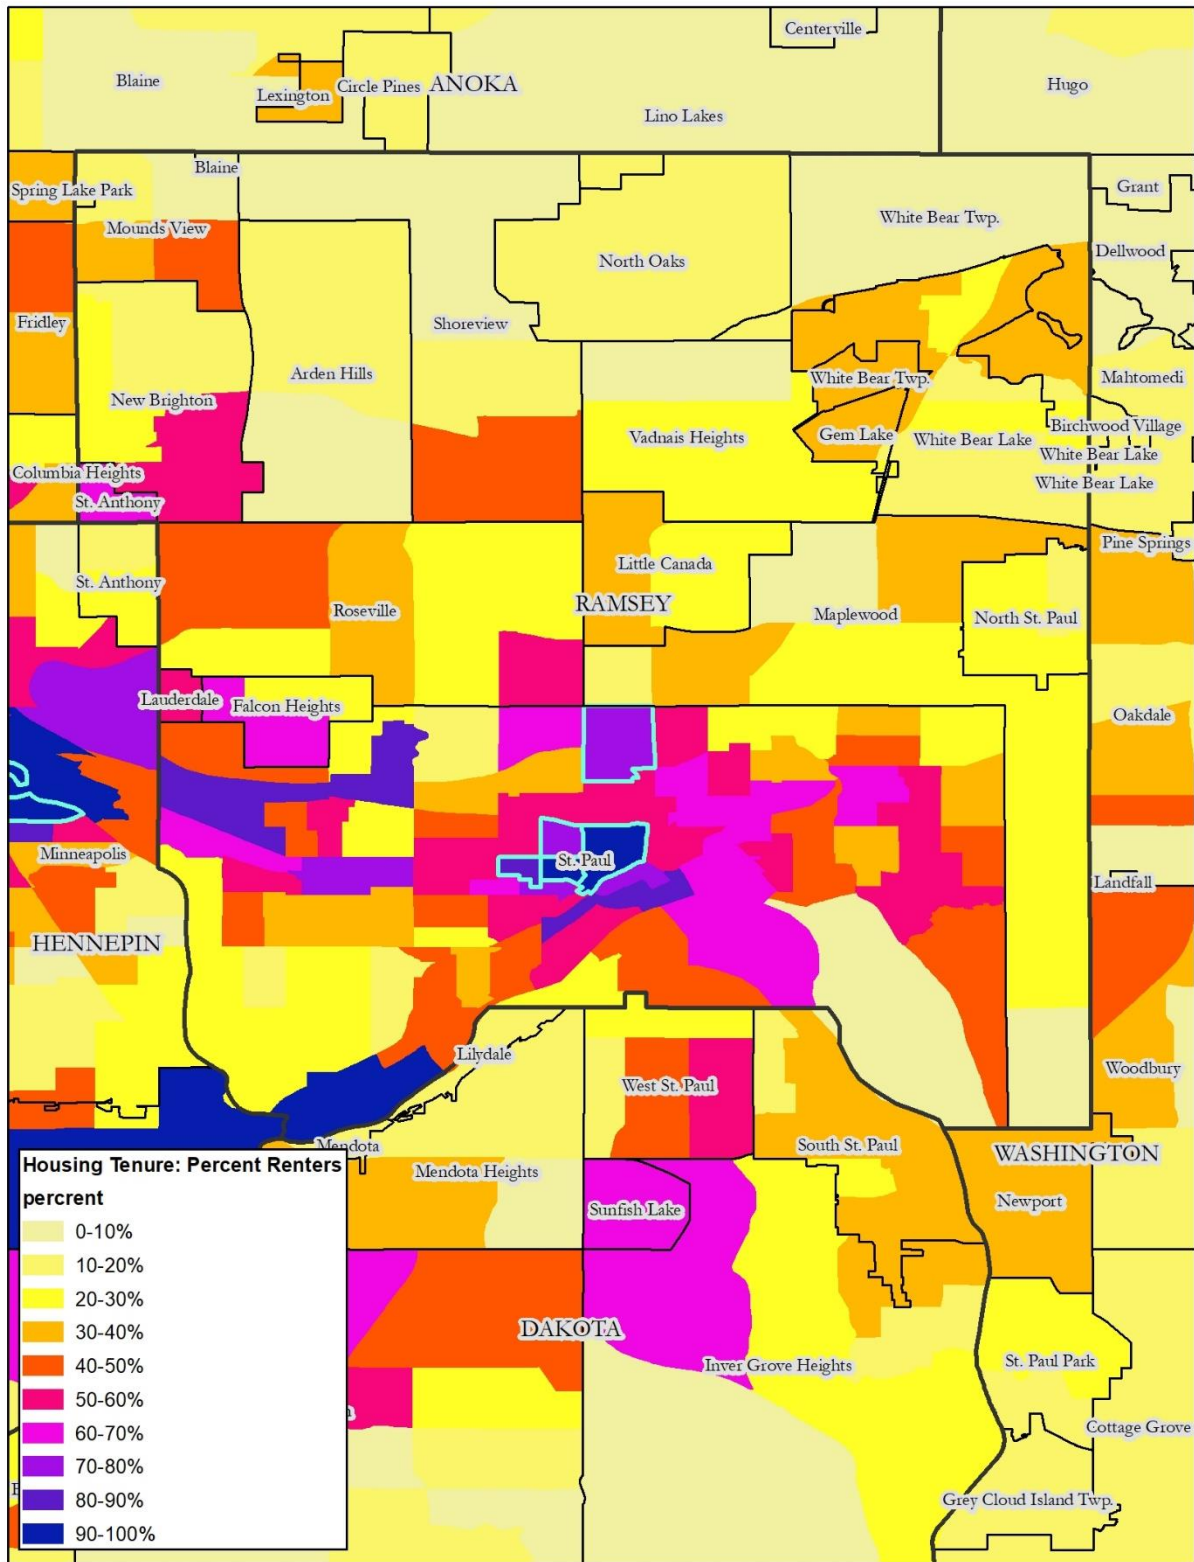 Centerville
Blaine
Lexington
Circle Pines
ANOKA
Hugo
Lino Lakes
Blaine
Spring Lake Park
Grant
Mounds View
White Bear Twp.
Dellwood
North Oaks
Fridley
Shoreview
Arden Hills
White Bear Twp.
Mahtomedi
New Brighton
Vadnais Heights
Gem Lake
White Bear Lake
Birchwood Village
White Bear Lake
Columbia Heights
White Bear Lake
St. Anthony
Pine Springs
St. Anthony
Little Canada
Roseville
RAMSEY
Maplewood
North St. Paul
Lauderdale
Falcon Heights
Oakdale
Minneapolis
St. Paul
Landfall
HENNEPIN
Lilydale
West St. Paul
Woodbury
Mendota
South St. Paul
WASHINGTON
Mendota Heights
Sunfish Lake
Newport
DAKOTA
Inver Grove Heights
St. Paul Park
Cottage Grove
Grey Cloud Island Twp.
Housing Tenure: Percent Renters
percrent
0-10%
10-20%
20-30%
30-40%
40-50%
50-60%
60-70%
70-80%
80-90%
90-100%